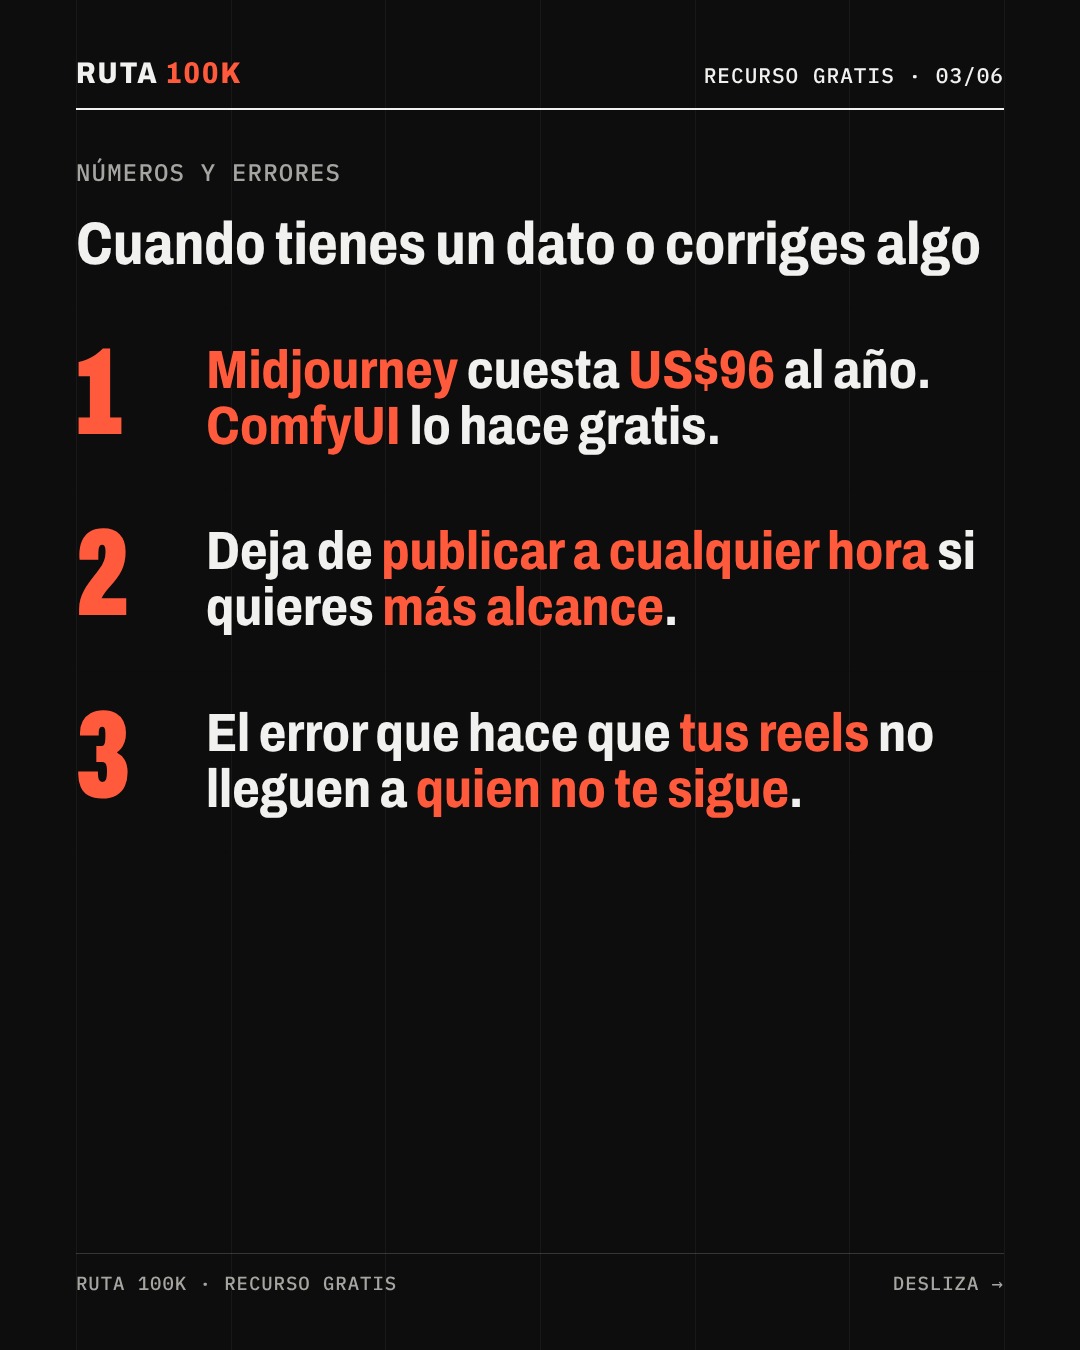 RUTA 100K
RECURSO GRATIS · 03/06
NÚMEROS Y ERRORES
Cuando tienes un dato o corriges algo
1
Midjourney cuesta US$96 al año.
ComfyUI lo hace gratis.
2
Deja de publicar a cualquier hora si
quieres más alcance.
3
El error que hace que tus reels no
lleguen a quien no te sigue.
RUTA 100K · RECURSO GRATIS
DESLIZA →